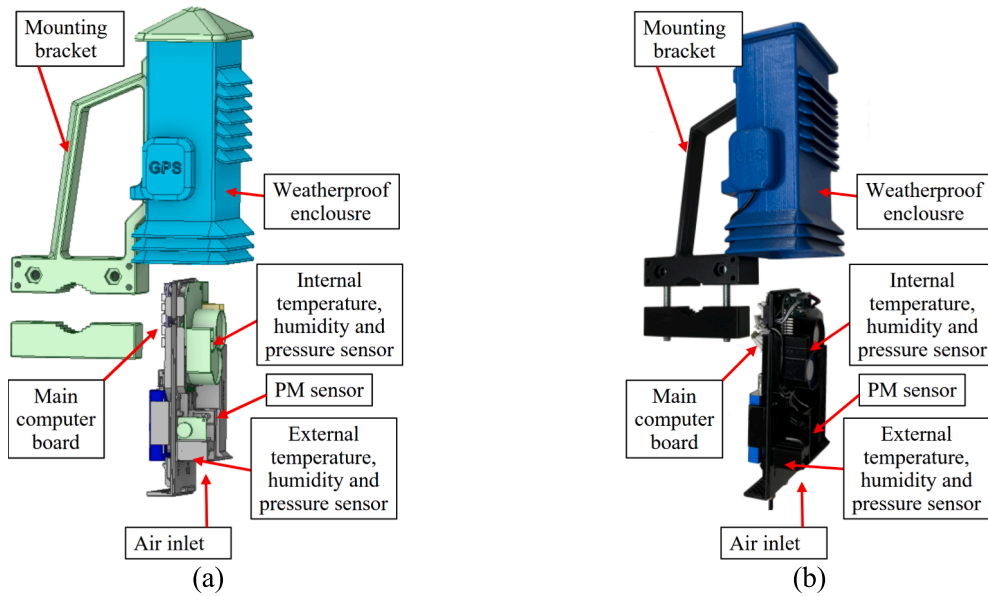 Mounting
bracket
GPS
Weatherproof
enclousre
Internal
temperature,
humidity and
pressure sensor
Main
computer
board
PM sensor
External
temperature,
humidity and
pressure sensor
Air inlet
(a)
Mounting
bracket
GPS
Weatherproof
enclousre
Internal
temperature,
humidity and
pressure sensor
Main
computer
board
PM sensor
External
temperature,
humidity and
pressure sensor
Air inlet
(b)